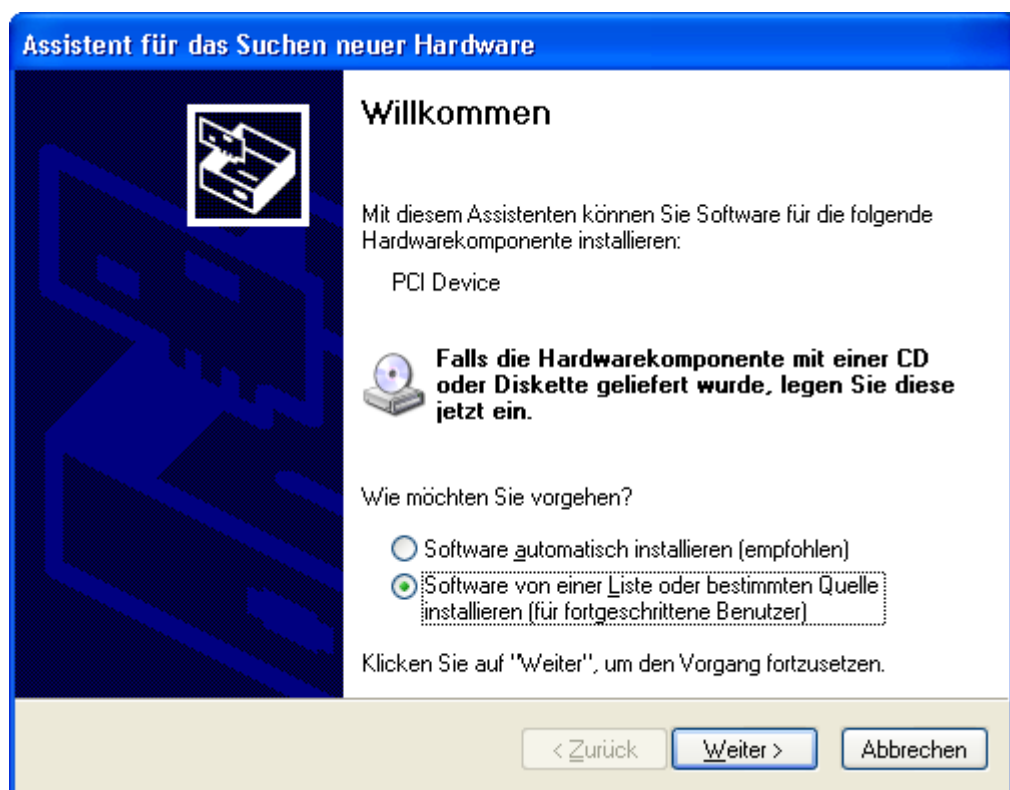 Assistent für das Suchen neuer Hardware
Willkommen
Mit diesem Assistenten können Sie Software für die folgende
Hardwarekomponente installieren:
PCI Device
Falls die Hardwarekomponente mit einer CD
oder Diskette geliefert wurde, legen Sie diese
jetzt ein.
Wie möchten Sie vorgehen?
Software automatisch installieren (empfohlen)
Software von einer Liste oder bestimmten Quelle
installieren (für fortgeschrittene Benutzer)
Klicken Sie auf "Weiter", um den Vorgang fortzusetzen.
< Zurück Weiter > Abbrechen